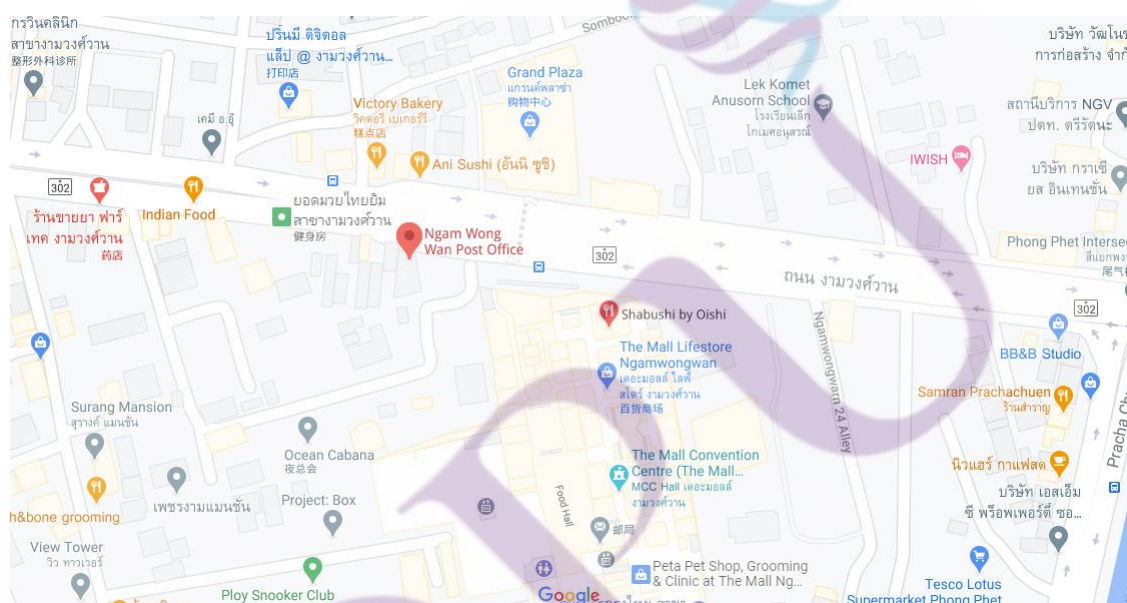 กรวินคลินิก
สาขางามวงศ์วาน
整形外科诊所
ปริ้นมี ดิจิตอล
แล็ป @ งามวงศ์วาน...
打印店
Grand Plaza
แกรนด์พลาซ่า
购物中心
Somboon
Lek Komet
Anusorn School
โรงเรียนเล็ก
โกเมศอนุสรณ์
บริษัท วัฒโน
การก่อสร้าง จำกั
สถานีบริการ NGV
ปตท. ตรีรัตนะ
เคมี อ.อุ๊
Victory Bakery
วิคตอรี่ เบเกอร์รี่
糕点店
Ani Sushi (อันนิ ซูชิ)
IWISH
บริษัท กราเซี
ยส อินเทนชั่น
302
ร้านขายยา ฟาร์
เทค งามวงศ์วาน
药店
Indian Food
ยอดมวยไทยยิม
สาขางามวงศ์วาน
健身房
Ngam Wong
Wan Post Office
302
Phong Phet Interse
สี่แยกพง
ถนน งามวงศ์วาน
302
Shabushi by Oishi
The Mall Lifestore
Ngamwongwan
เดอะมอลล์ ไลฟ์
สโตร์ งามวงศ์วาน
百货商场
Ngamwongwarn 24 Alley
BB&B Studio
Samran Prachachuen
ร้านสำราญ
Pracha Ch
Surang Mansion
สุรางค์ แมนชั่น
Ocean Cabana
夜总会
The Mall Convention
Centre (The Mall...
MCC Hall เดอะมอลล์
งามวงศ์วาน
นิวแฮร์ กาแฟสด
บริษัท เอสเอ็ม
ซี พร็อพเพอร์ตี้ ซอ...
เพชรงามแมนชั่น
Project: Box
Food Hall
邮局
h&bone grooming
View Tower
วิว ทาวเวอร์
Ploy Snooker Club
Google
Peta Pet Shop, Grooming
& Clinic at The Mall Ng...
Tesco Lotus
Supermarket Phong Phet